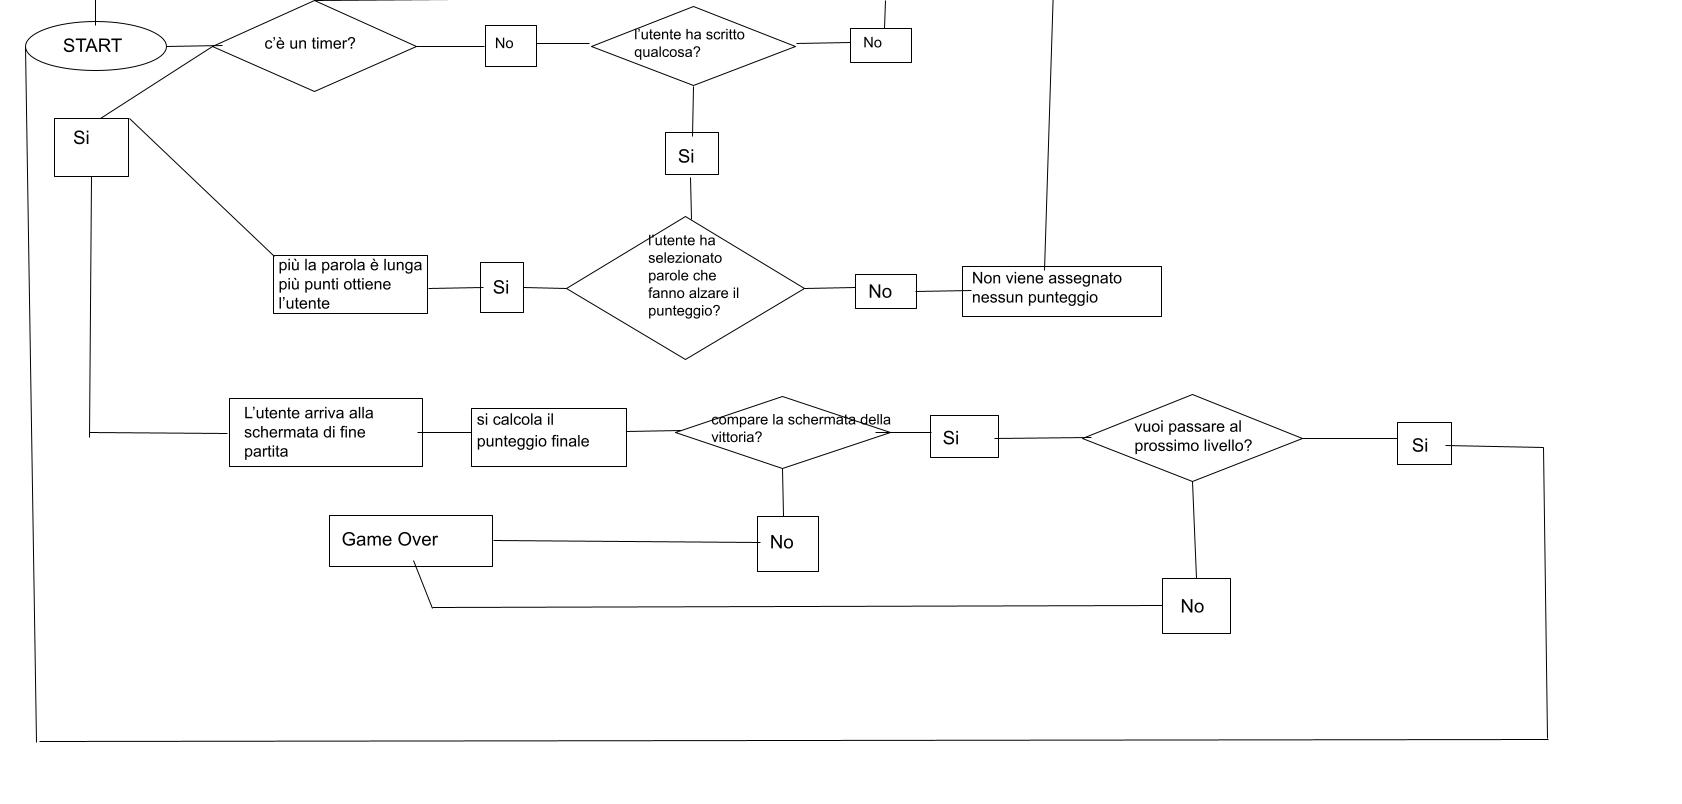 START
c'è un timer?
No
l'utente ha scritto
qualcosa?
No
Si
Si
l'utente ha
selezionato
parole che
fanno alzare il
punteggio?
più la parola è lunga
più punti ottiene
l'utente
Si
No
Non viene assegnato
nessun punteggio
L'utente arriva alla
schermata di fine
partita
si calcola il
punteggio finale
compare la schermata della
vittoria?
Si
vuoi passare al
prossimo livello?
Si
Game Over
No
No